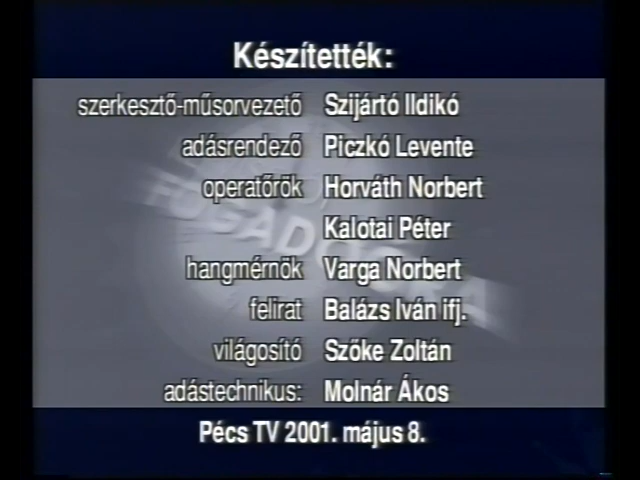 Készítették:
szerkesztő-műsorvezető Szijártó Ildikó
adásrendező Piczkó Levente
operatőrök Horváth Norbert
Kalotai Péter
hangmérnök Varga Norbert
felirat Balázs Iván ifj.
világosító Szőke Zoltán
adástechnikus: Molnár Ákos
FOGADÓÓRA
Pécs TV 2001. május 8.